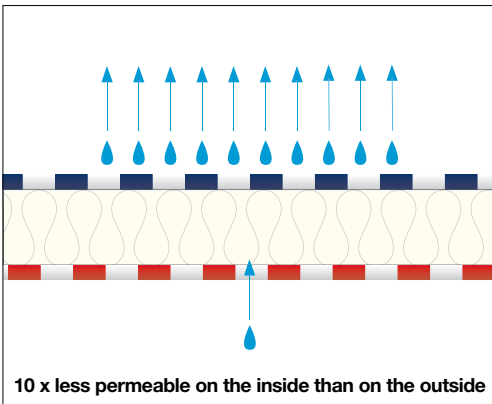 10 x less permeable on the inside than on the outside